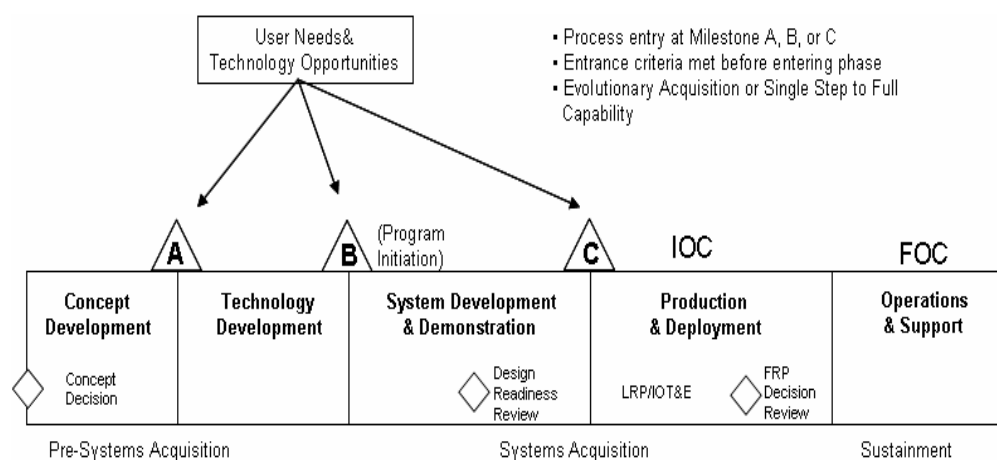 User Needs&
Technology Opportunities
▪ Process entry at Milestone A, B, or C
▪ Entrance criteria met before entering phase
▪ Evolutionary Acquisition or Single Step to Full
Capability
A
B
(Program
Initiation)
C
IOC
FOC
Concept
Development
Technology
Development
System Development
& Demonstration
Production
& Deployment
Operations
& Support
Concept
Decision
Design
Readiness
Review
LRP/IOT&E
FRP
Decision
Review
Pre-Systems Acquisition
Systems Acquisition
Sustainment